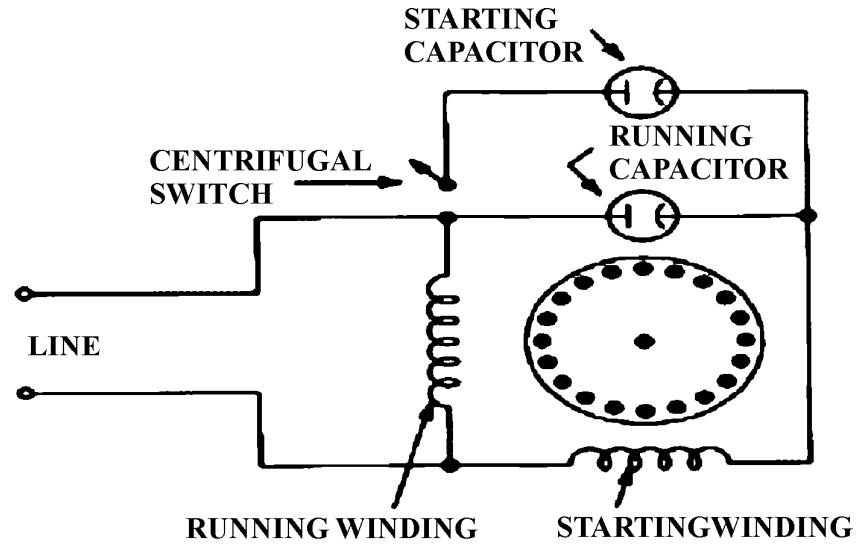 STARTING
CAPACITOR
RUNNING
CAPACITOR
CENTRIFUGAL
SWITCH
LINE
RUNNING WINDING
STARTINGWINDING